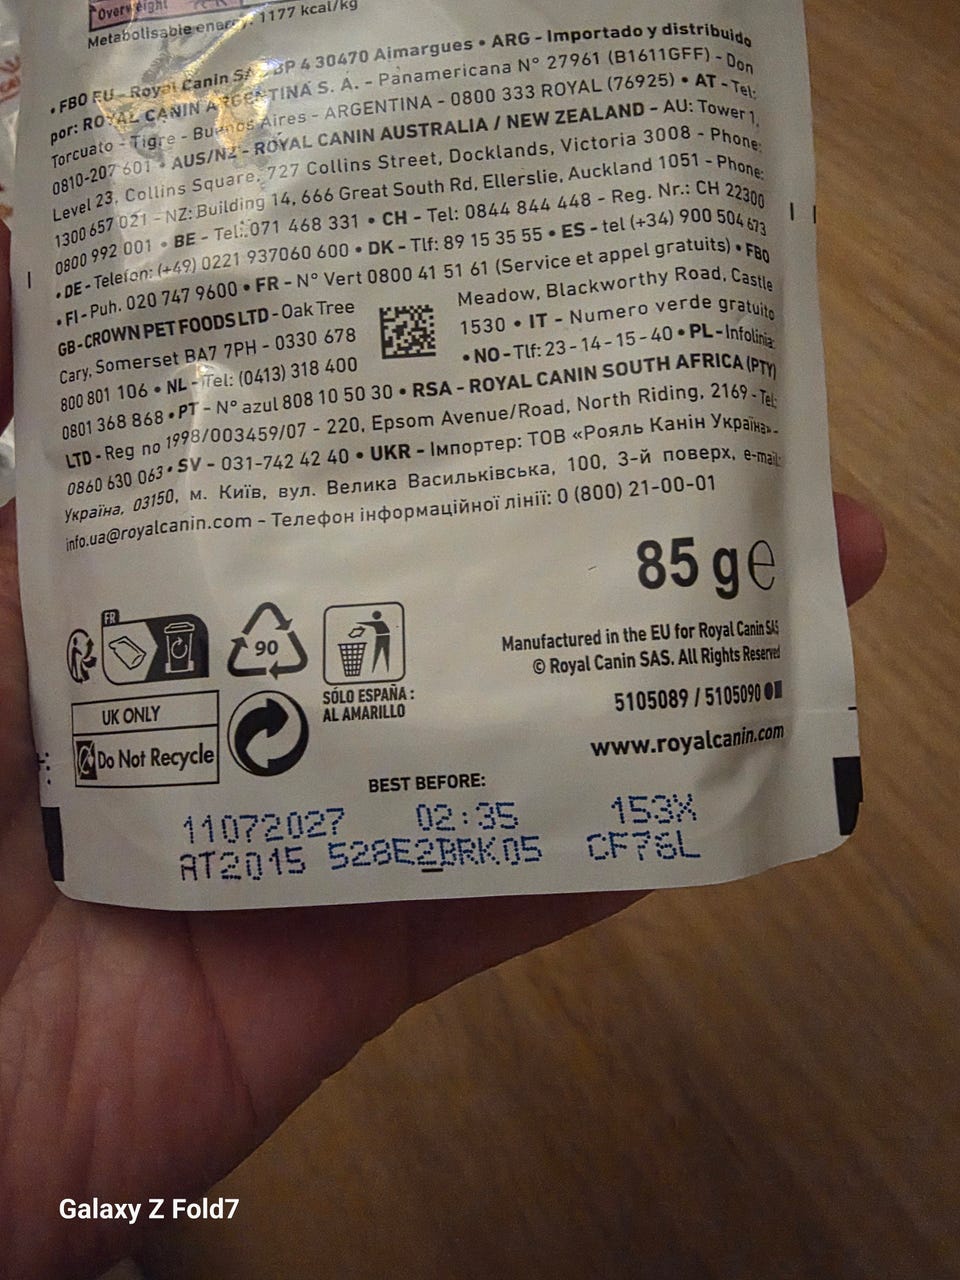 Overweight
Metabolisable energy: 1177 kcal/kg
• FBO EU - Royal Canin SAS BP 4 30470 Aimargues • ARG - Importado y distribuido
por: ROYAL CANIN ARGENTINA S. A. - Panamericana N° 27961 (B1611GFF) - Don
Torcuato - Tigre - Buenos Aires - ARGENTINA - 0800 333 ROYAL (76925) • AT - Tel:
0810-207 601 • AUS/NZ - ROYAL CANIN AUSTRALIA / NEW ZEALAND - AU: Tower 1,
Level 23, Collins Square, 727 Collins Street, Docklands, Victoria 3008 - Phone:
1300 657 021 - NZ: Building 14, 666 Great South Rd, Ellerslie, Auckland 1051 - Phone:
0800 992 001 • BE - Tel.:071 468 331 • CH - Tel: 0844 844 448 - Reg. Nr.: CH 22300
• DE - Telefon: (+49) 0221 937060 600 • DK - Tlf: 89 15 35 55 • ES - tel (+34) 900 504 673
• FI - Puh. 020 747 9600 • FR - N° Vert 0800 41 51 61 (Service et appel gratuits) • FBO
GB - CROWN PET FOODS LTD - Oak Tree Meadow, Blackworthy Road, Castle
Cary, Somerset BA7 7PH - 0330 678 1530 • IT - Numero verde gratuito
800 801 106 • NL - Tel: (0413) 318 400 • NO - Tlf: 23 - 14 - 15 - 40 • PL - Infolinia:
0801 368 868 • PT - N° azul 808 10 50 30 • RSA - ROYAL CANIN SOUTH AFRICA (PTY)
LTD - Reg no 1998/003459/07 - 220, Epsom Avenue/Road, North Riding, 2169 - Tel:
0860 630 063 • SV - 031-742 42 40 • UKR - Імпортер: ТОВ «Рояль Канін Україна» -
Україна, 03150, м. Київ, вул. Велика Васильківська, 100, 3-й поверх, e-mail:
info.ua@royalcanin.com - Телефон інформаційної лінії: 0 (800) 21-00-01
85 g e
FR
90
Manufactured in the EU for Royal Canin SAS
© Royal Canin SAS. All Rights Reserved
SÓLO ESPAÑA :
AL AMARILLO
5105089 / 5105090
UK ONLY
Do Not Recycle
www.royalcanin.com
BEST BEFORE:
11072027 02:35 153X
AT2015 528E2BRK05 CF76L
Galaxy Z Fold7